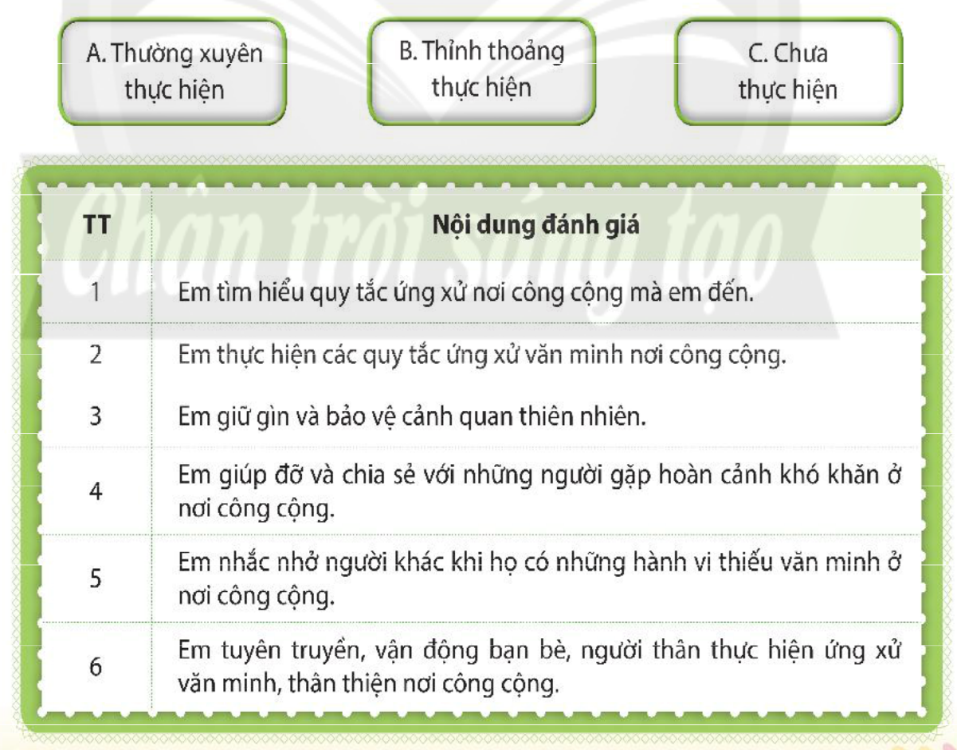 A. Thường xuyên
thực hiện
B. Thỉnh thoảng
thực hiện
C. Chưa
thực hiện
Chân trời sáng tạo
TT Nội dung đánh giá
1 Em tìm hiểu quy tắc ứng xử nơi công cộng mà em đến.
2 Em thực hiện các quy tắc ứng xử văn minh nơi công cộng.
3 Em giữ gìn và bảo vệ cảnh quan thiên nhiên.
4 Em giúp đỡ và chia sẻ với những người gặp hoàn cảnh khó khăn ở
nơi công cộng.
5 Em nhắc nhở người khác khi họ có những hành vi thiếu văn minh ở
nơi công cộng.
6 Em tuyên truyền, vận động bạn bè, người thân thực hiện ứng xử
văn minh, thân thiện nơi công cộng.